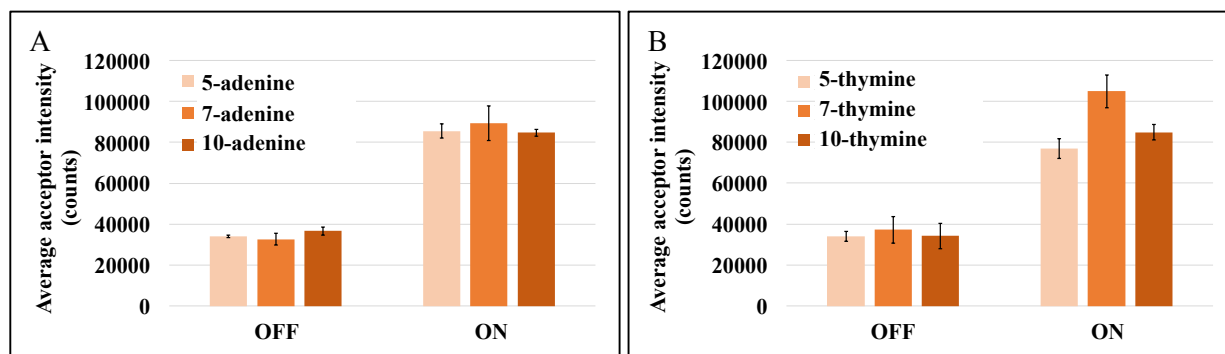 A
Average acceptor intensity
(counts)
120000
100000
80000
60000
40000
20000
0
5-adenine
7-adenine
10-adenine
OFF
ON
B
Average acceptor intensity
(counts)
120000
100000
80000
60000
40000
20000
0
5-thymine
7-thymine
10-thymine
OFF
ON